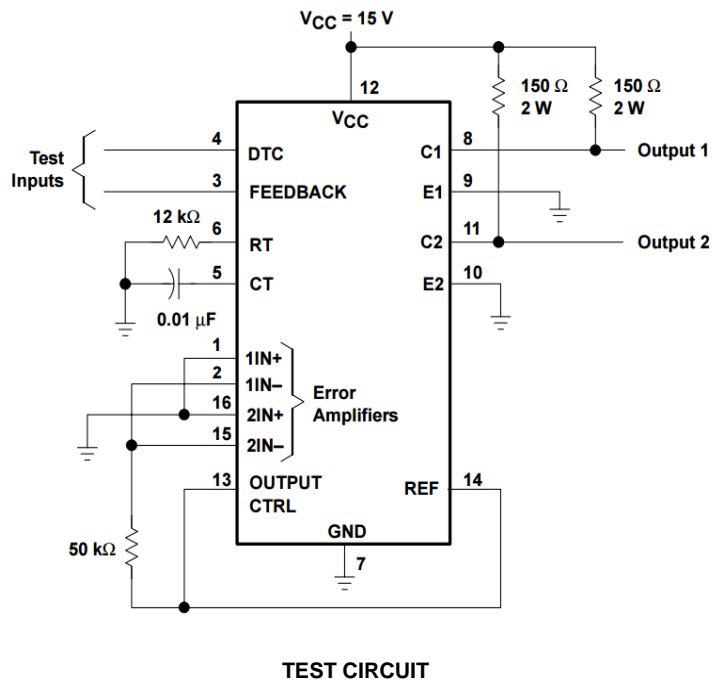 VCC = 15 V
12
VCC
150 Ω
2 W
150 Ω
2 W
Test
Inputs
4
DTC
3
FEEDBACK
12 kΩ
6
RT
5
CT
0.01 μF
1
1IN+
2
1IN–
16
2IN+
15
2IN–
Error
Amplifiers
13
OUTPUT
CTRL
50 kΩ
C1
8
Output 1
E1
9
C2
11
Output 2
E2
10
REF
14
GND
7
TEST CIRCUIT